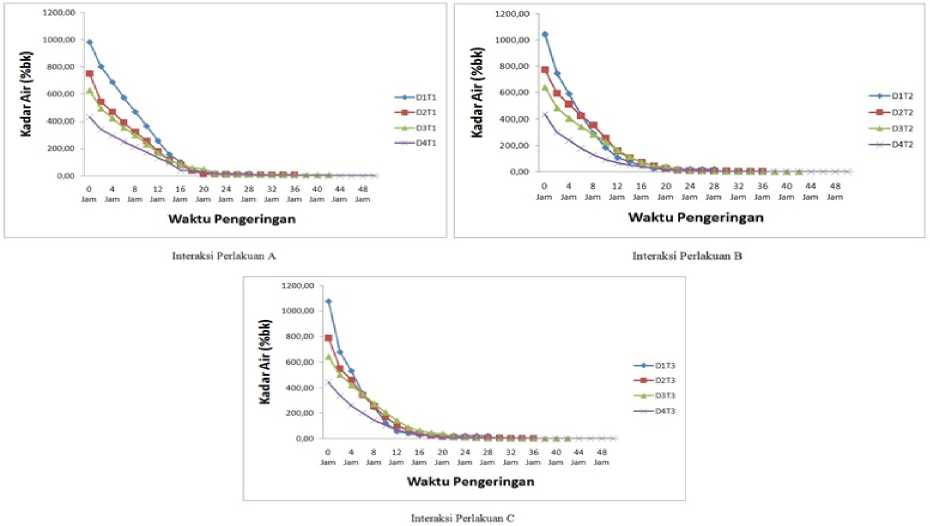 1200,00
1000,00
800,00
600,00
400,00
200,00
0,00
Kadar Air (%bk)
0 4 8 12 16 20 24 28 32 36 40 44 48
Jam Jam Jam Jam Jam Jam Jam Jam Jam Jam Jam Jam Jam
Waktu Pengeringan
D1T1
D2T1
D3T1
D4T1
Interaksi Perlakuan A
1200,00
1000,00
800,00
600,00
400,00
200,00
0,00
Kadar Air (%bk)
0 4 8 12 16 20 24 28 32 36 40 44 48
Jam Jam Jam Jam Jam Jam Jam Jam Jam Jam Jam Jam Jam
Waktu Pengeringan
D1T2
D2T2
D3T2
D4T2
Interaksi Perlakuan B
1200,00
1000,00
800,00
600,00
400,00
200,00
0,00
Kadar Air (%bk)
0 4 8 12 16 20 24 28 32 36 40 44 48
Jam Jam Jam Jam Jam Jam Jam Jam Jam Jam Jam Jam Jam
Waktu Pengeringan
D1T3
D2T3
D3T3
D4T3
Interaksi Perlakuan C